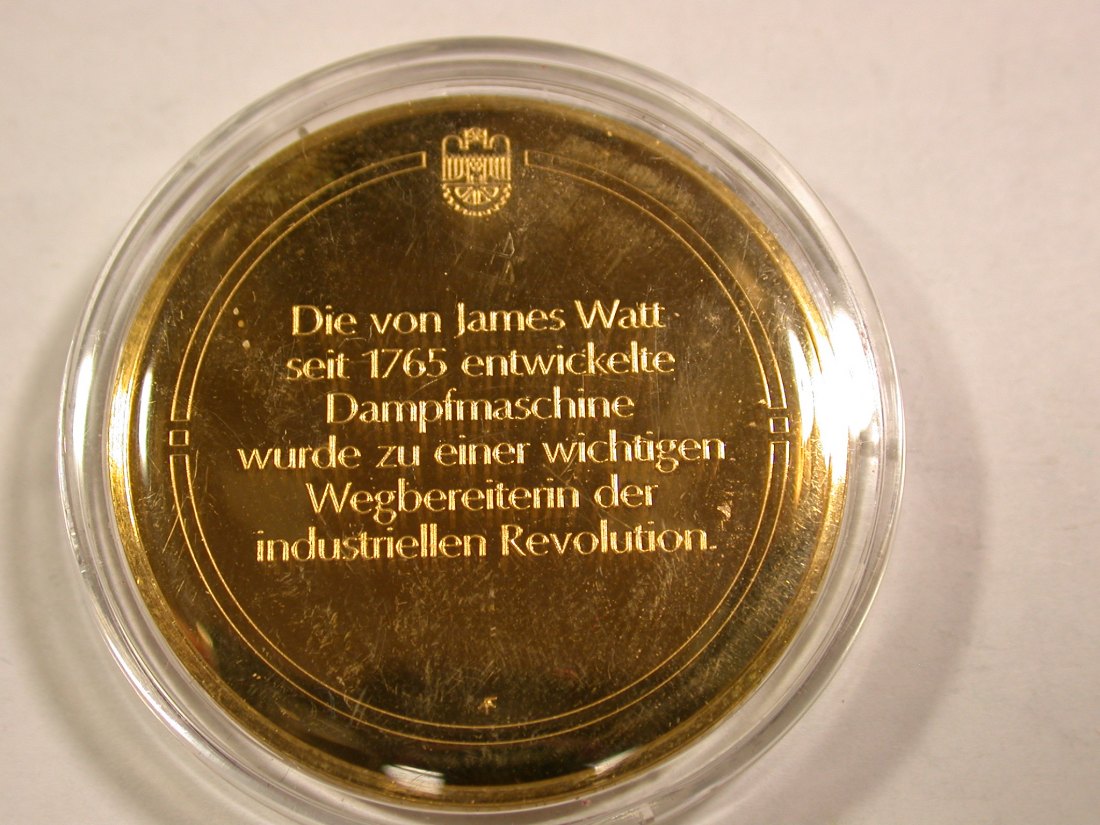 Die von James Watt
seit 1765 entwickelte
Dampfmaschine
wurde zu einer wichtigen
Wegbereiterin der
industriellen Revolution.